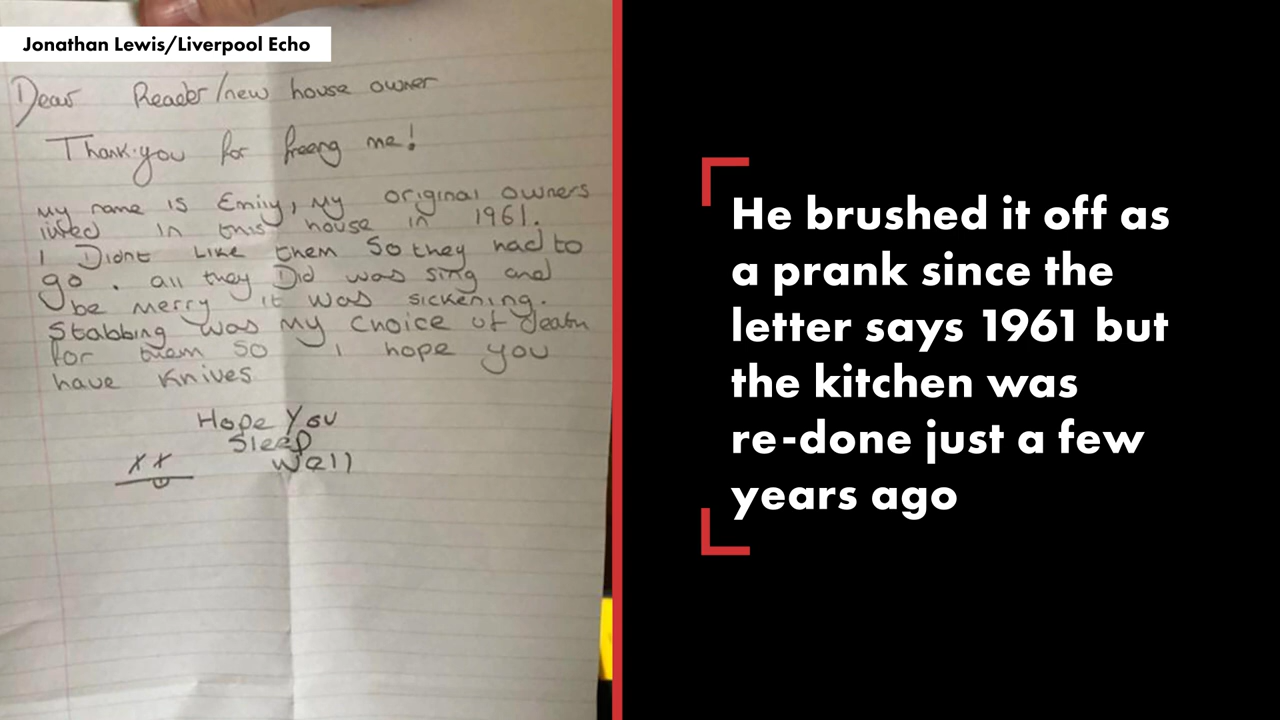 Jonathan Lewis/Liverpool Echo
Dear Reader/new house owner
Thank you for freeing me!
my name is Emily, my original owners
lived in this house in 1961.
I Didnt Like them So they had to
go. all they Did was sing and
be merry it was sickening.
Stabbing was my choice of death
for them so I hope you
have knives
Hope You
Sleep
Well
xx
He brushed it off as
a prank since the
letter says 1961 but
the kitchen was
re-done just a few
years ago